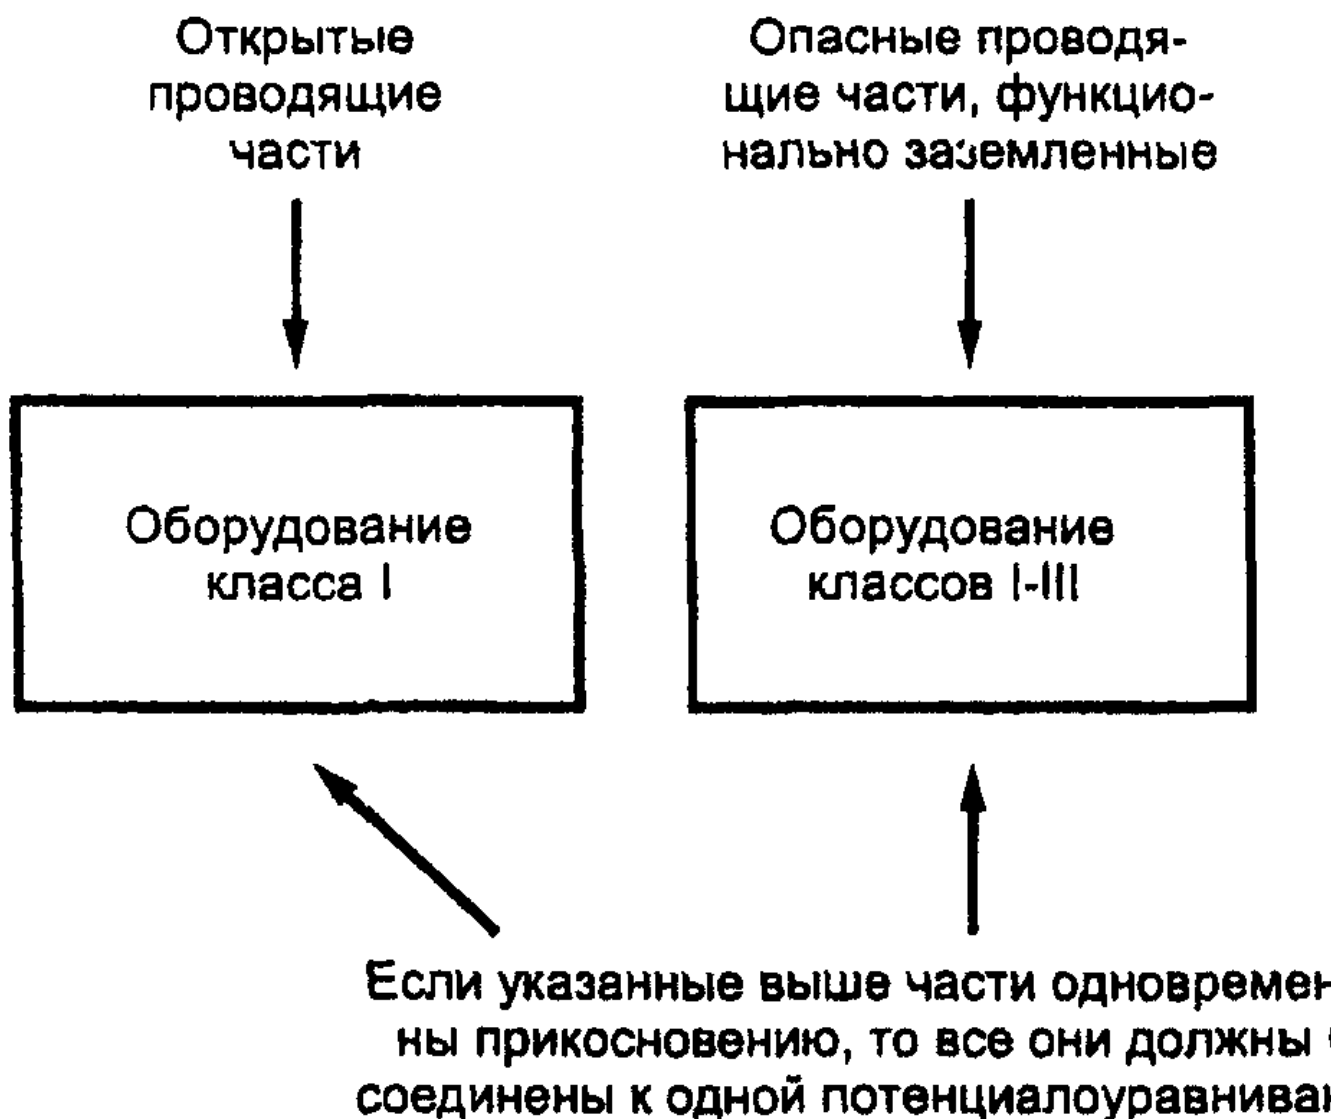 Открытые
проводящие
части
Опасные проводя-
щие части, функцио-
нально заземленные
Оборудование
класса I
Оборудование
классов I-III
Если указанные выше части одновремен
ны прикосновению, то все они должны
соединены к одной потенциалоуравнива